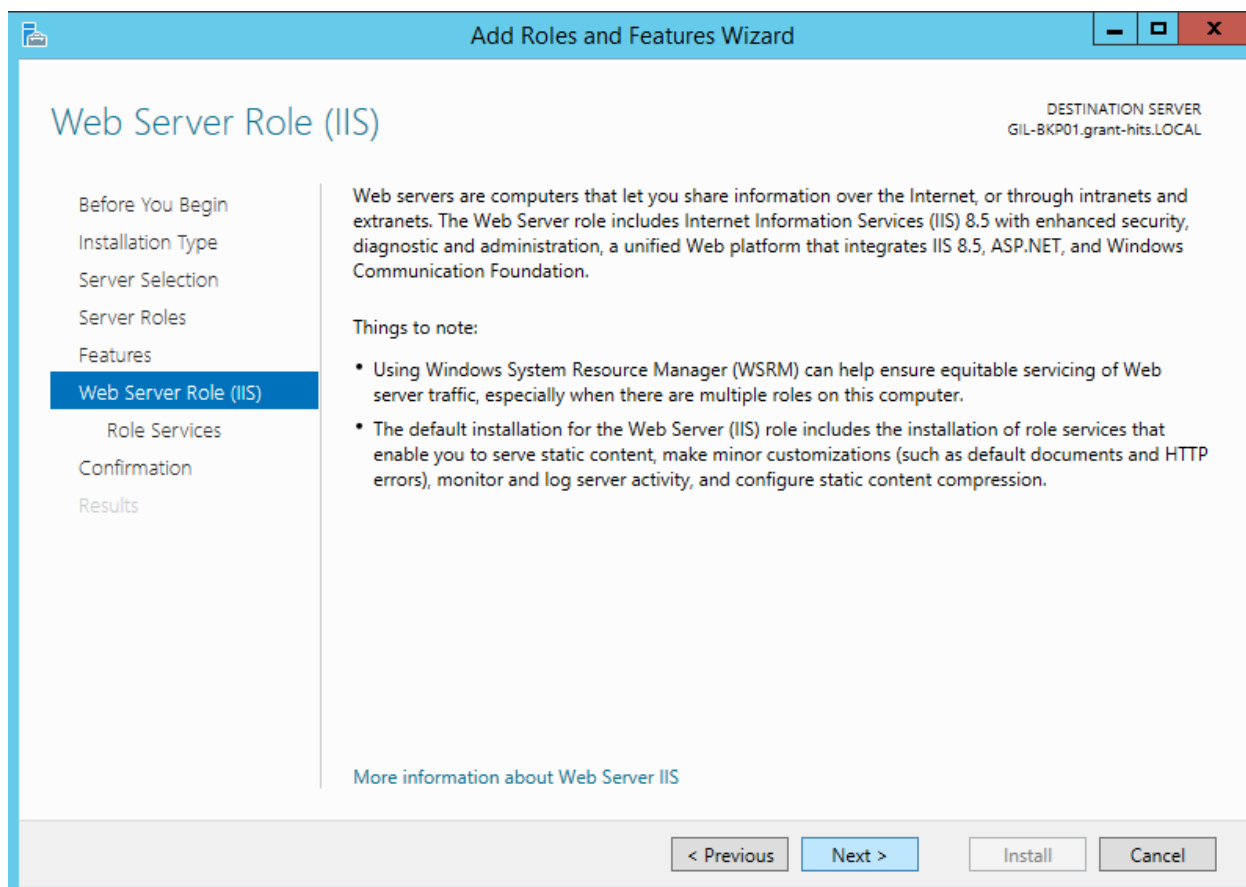 Add Roles and Features Wizard
x
Web Server Role (IIS)
DESTINATION SERVER
GIL-BKP01.grant-hits.LOCAL
Before You Begin
Installation Type
Server Selection
Server Roles
Features
Web Server Role (IIS)
Role Services
Confirmation
Results
Web servers are computers that let you share information over the Internet, or through intranets and
extranets. The Web Server role includes Internet Information Services (IIS) 8.5 with enhanced security,
diagnostic and administration, a unified Web platform that integrates IIS 8.5, ASP.NET, and Windows
Communication Foundation.
Things to note:
• Using Windows System Resource Manager (WSRM) can help ensure equitable servicing of Web
server traffic, especially when there are multiple roles on this computer.
• The default installation for the Web Server (IIS) role includes the installation of role services that
enable you to serve static content, make minor customizations (such as default documents and HTTP
errors), monitor and log server activity, and configure static content compression.
More information about Web Server IIS
< Previous
Next >
Install
Cancel